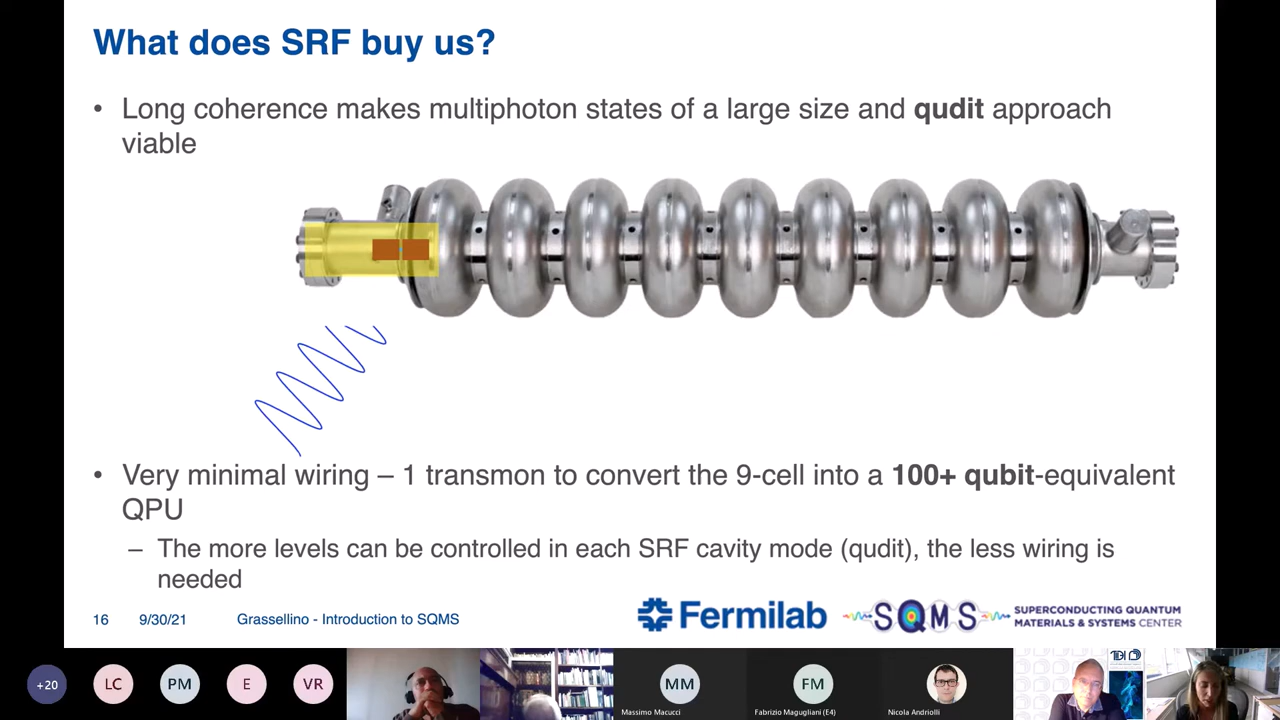 What does SRF buy us?
• Long coherence makes multiphoton states of a large size and qudit approach
viable
• Very minimal wiring – 1 transmon to convert the 9-cell into a 100+ qubit-equivalent
QPU
– The more levels can be controlled in each SRF cavity mode (qudit), the less wiring is
needed
16 9/30/21 Grassellino - Introduction to SQMS
Fermilab
SQMS
SUPERCONDUCTING QUANTUM
MATERIALS & SYSTEMS CENTER
+20 LC PM E VR MM FM
Massimo Macucci Fabrizio Magugliani (E4) Nicola Andriolli